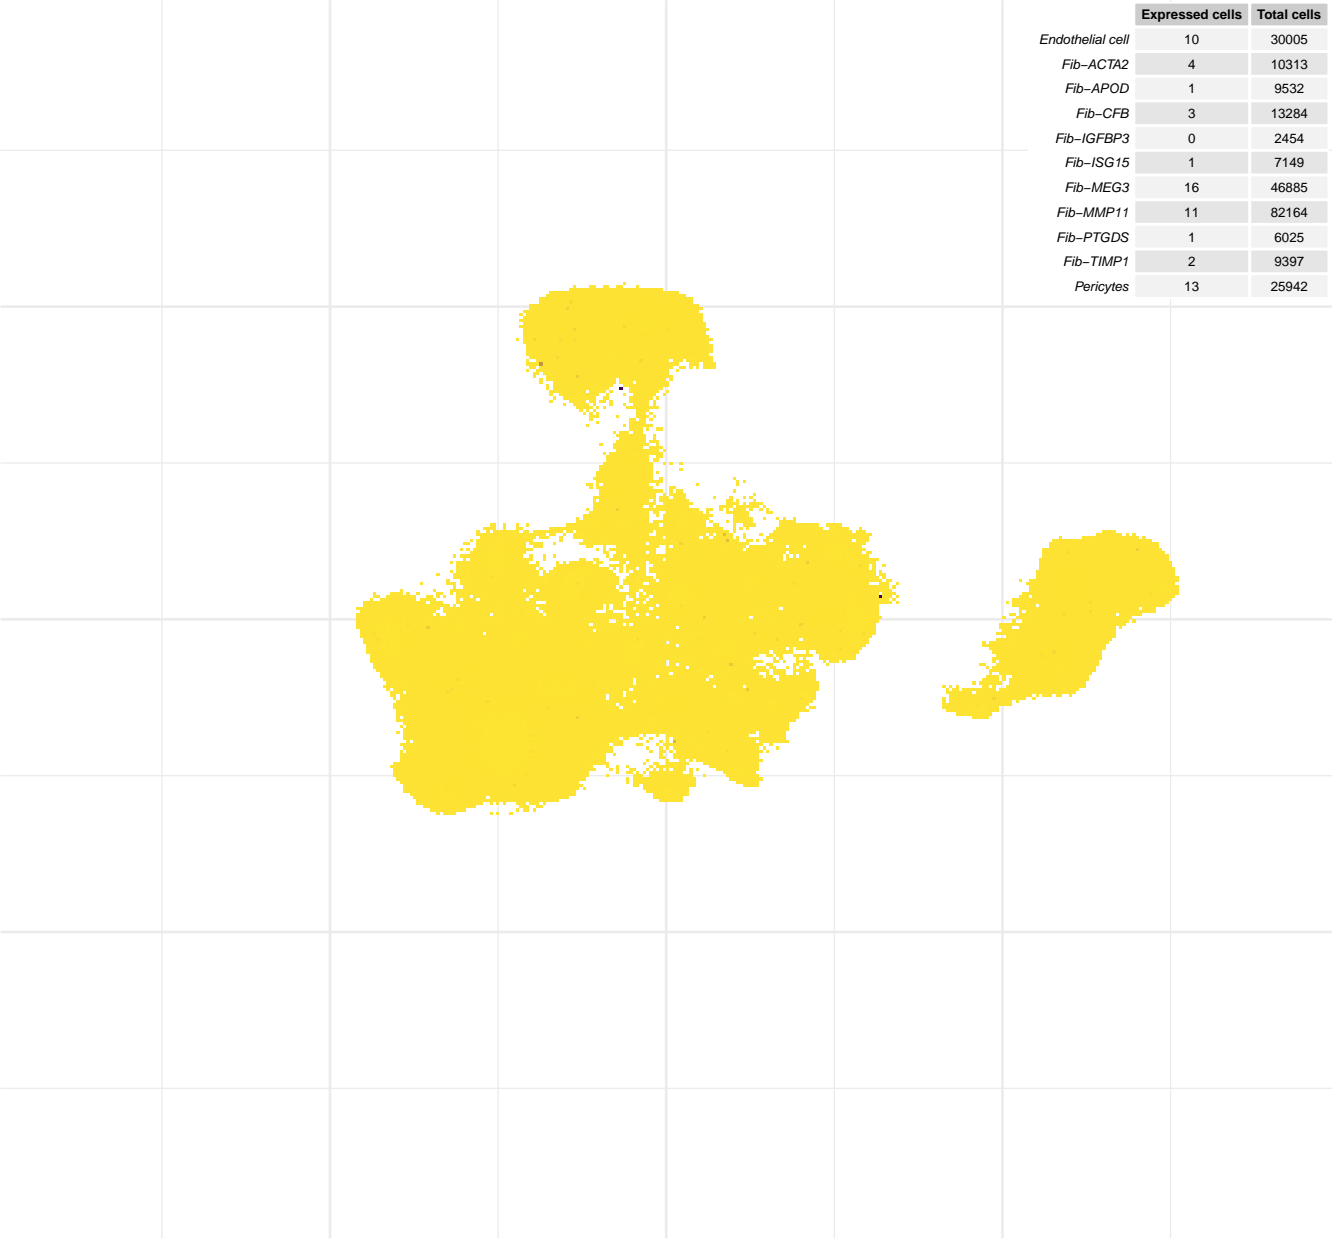 Expressed cells Total cells
Endothelial cell 10 30005
Fib−ACTA2 4 10313
Fib−APOD 1 9532
Fib−CFB 3 13284
Fib−IGFBP3 0 2454
Fib−ISG15 1 7149
Fib−MEG3 16 46885
Fib−MMP11 11 82164
Fib−PTGDS 1 6025
Fib−TIMP1 2 9397
Pericytes 13 25942